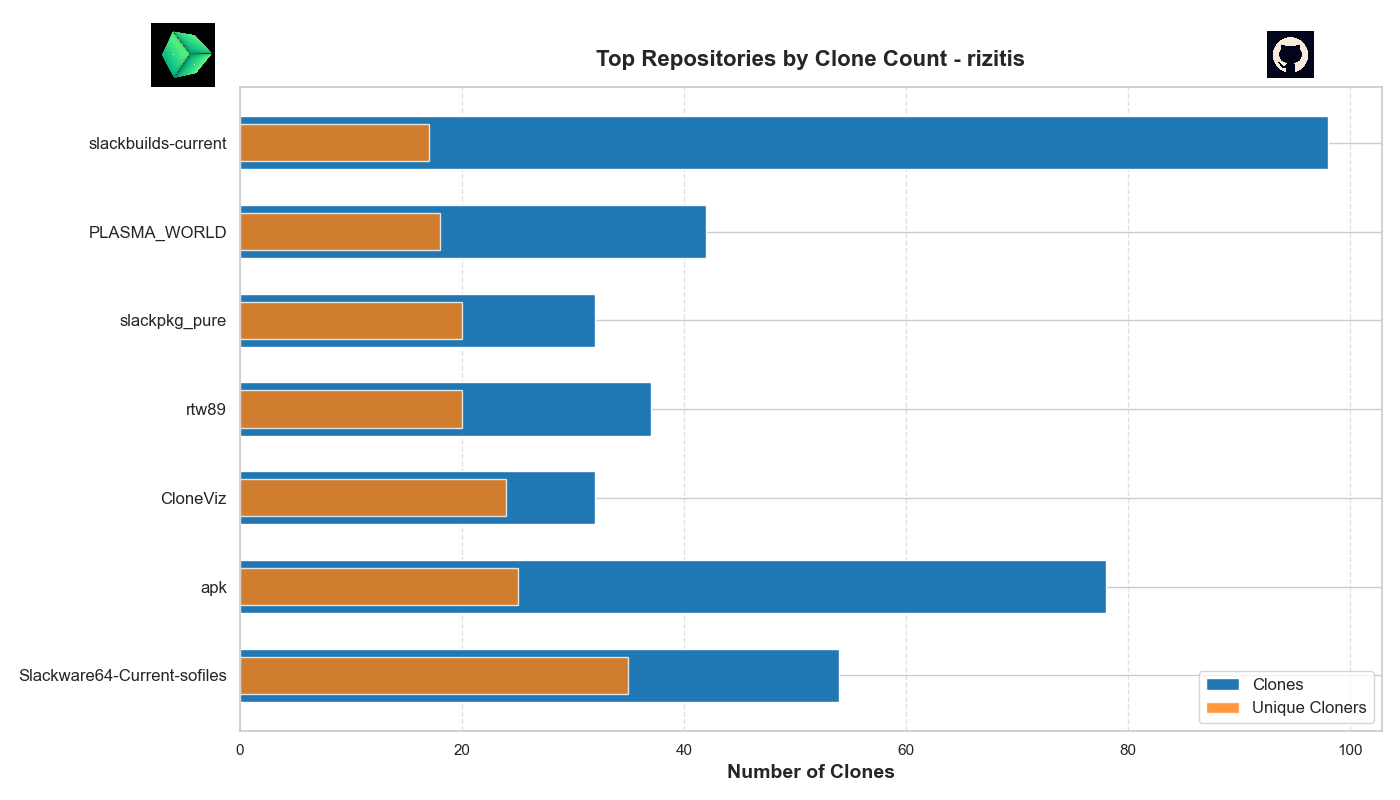 Top Repositories by Clone Count - rizitis
slackbuilds-current
PLASMA_WORLD
slackpkg_pure
rtw89
CloneViz
apk
Slackware64-Current-sofiles
Clones
Unique Cloners
0 20 40 60 80 100
Number of Clones